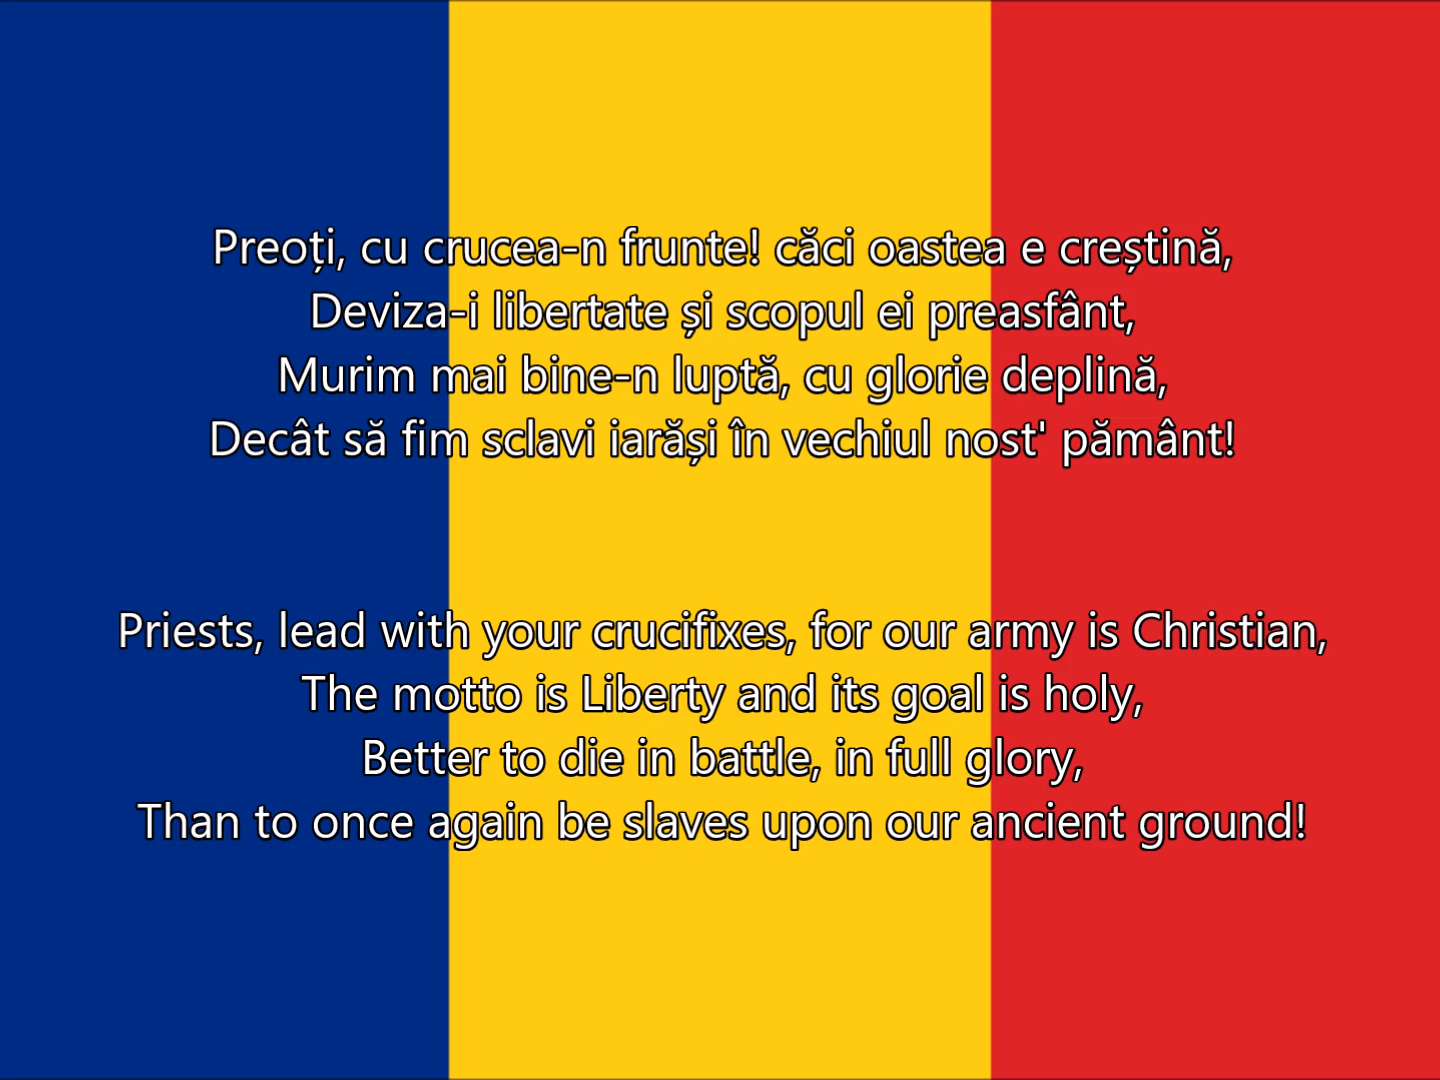 Preoți, cu crucea-n frunte! căci oastea e creștină,
Deviza-i libertate și scopul ei preasfânt,
Murim mai bine-n luptă, cu glorie deplină,
Decât să fim sclavi iarăși în vechiul nost' pământ!
Priests, lead with your crucifixes, for our army is Christian,
The motto is Liberty and its goal is holy,
Better to die in battle, in full glory,
Than to once again be slaves upon our ancient ground!